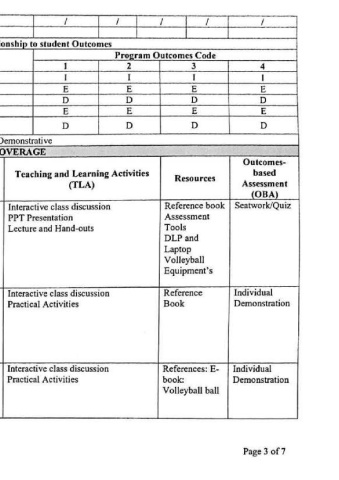 / / / / /
onship to student Outcomes
Program Outcomes Code
1 2 3 4
I I I I
E E E E
D D D D
E E E E
D D D D
Demonstrative
OVERAGE
Teaching and Learning Activities (TLA) Resources Outcomes-based Assessment (OBA)
Interactive class discussion
PPT Presentation
Lecture and Hand-outs
Reference book
Assessment
Tools
DLP and
Laptop
Volleyball
Equipment's
Seatwork/Quiz
Interactive class discussion
Practical Activities
Reference
Book
Individual
Demonstration
Interactive class discussion
Practical Activities
References: E-
book:
Volleyball ball
Individual
Demonstration
Page 3 of 7